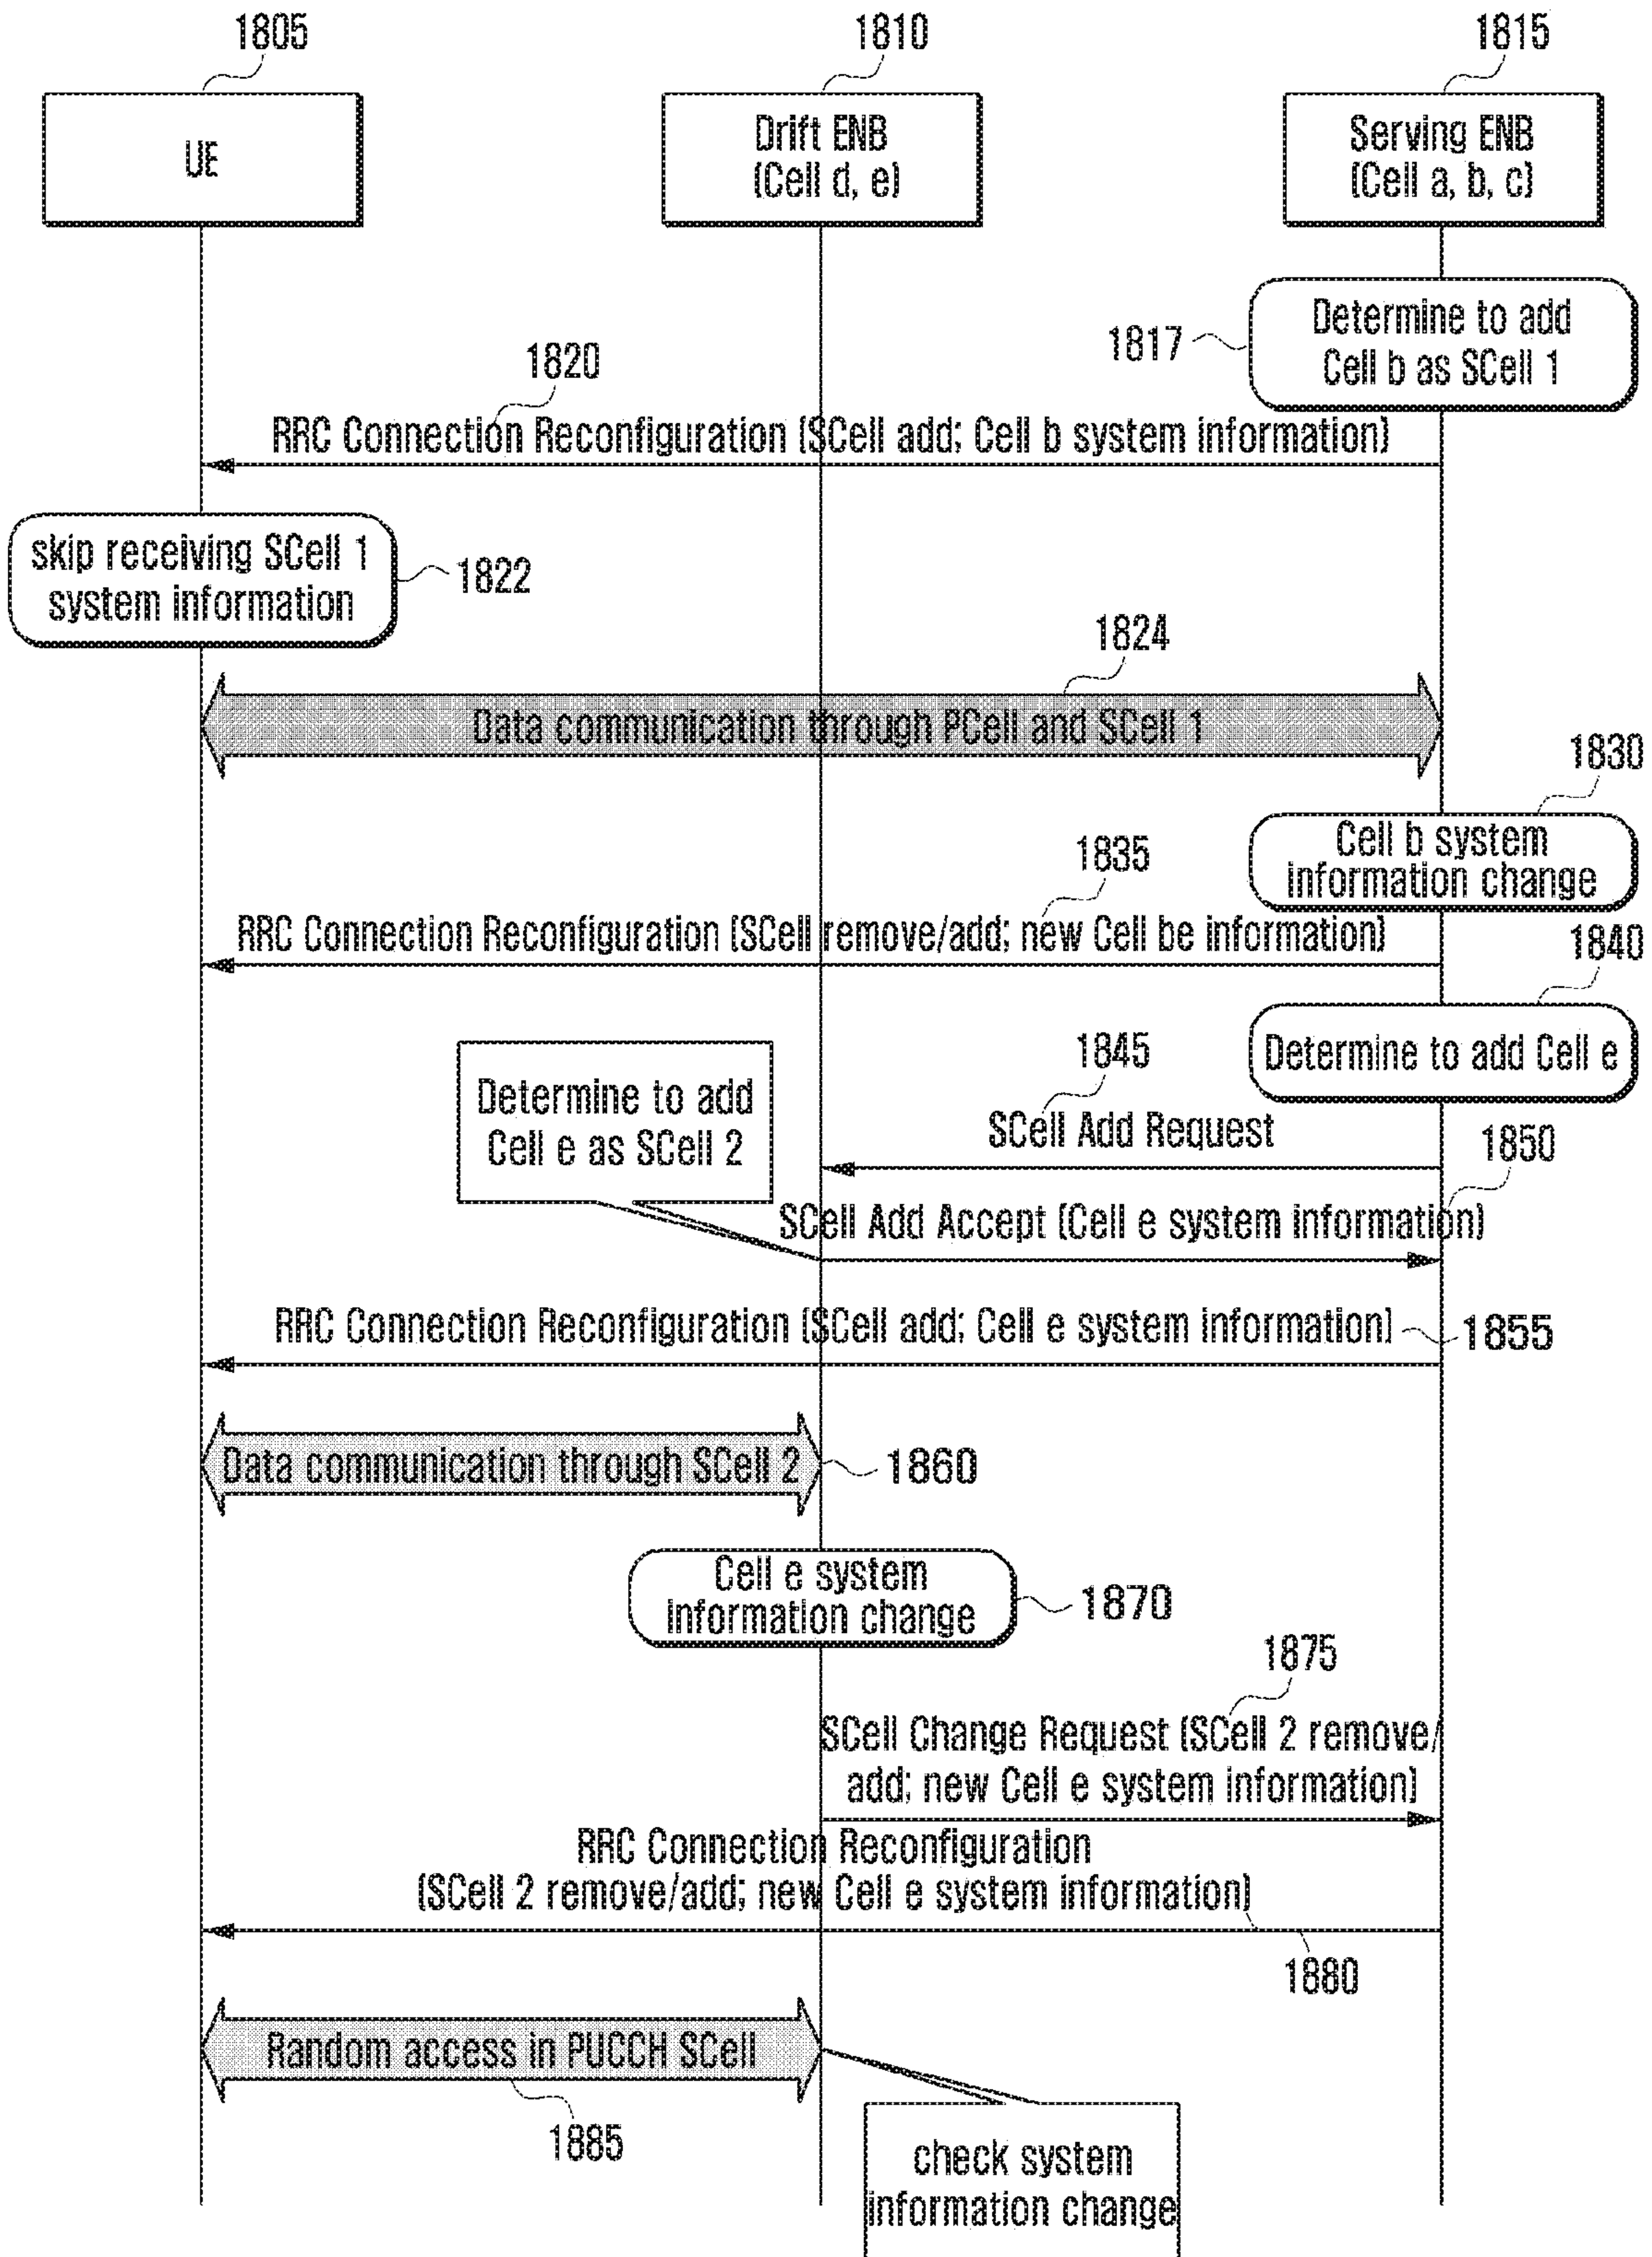 1805
1810
1815
UE
Drift ENB
(Cell d, e)
Serving ENB
(Cell a, b, c)
Determine to add
Cell b as SCell 1
1817
1820
RRC Connection Reconfiguration (SCell add; Cell b system information)
skip receiving SCell 1
system information
1822
1824
Data communication through PCell and SCell 1
1830
Cell b system
information change
1835
RRC Connection Reconfiguration (SCell remove/add; new Cell be information)
1840
Determine to add Cell e
1845
Determine to add
Cell e as SCell 2
SCell Add Request
1850
SCell Add Accept (Cell e system information)
RRC Connection Reconfiguration (SCell add; Cell e system information)
1855
Data communication through SCell 2
1860
Cell e system
information change
1870
1875
SCell Change Request (SCell 2 remove/
add; new Cell e system information)
RRC Connection Reconfiguration
(SCell 2 remove/add; new Cell e system information)
1880
Random access in PUCCH SCell
1885
check system
information change